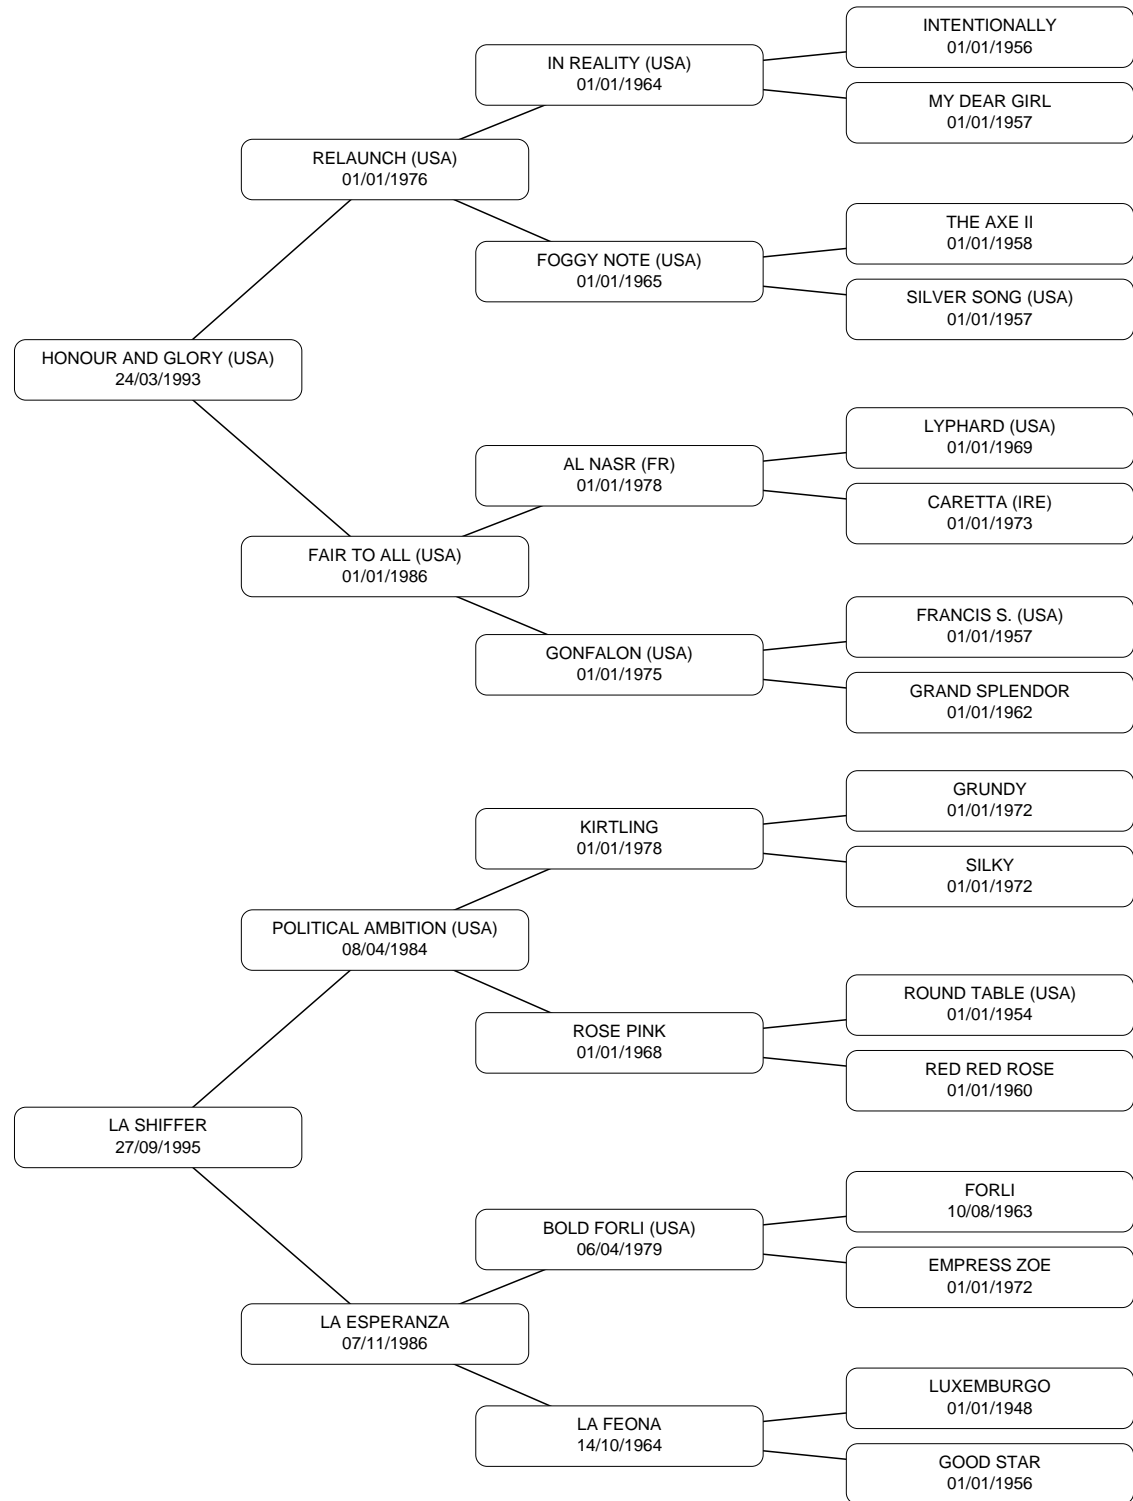 INTENTIONALLY
01/01/1956
IN REALITY (USA)
01/01/1964
MY DEAR GIRL
01/01/1957
RELAUNCH (USA)
01/01/1976
THE AXE II
01/01/1958
FOGGY NOTE (USA)
01/01/1965
SILVER SONG (USA)
01/01/1957
HONOUR AND GLORY (USA)
24/03/1993
LYPHARD (USA)
01/01/1969
AL NASR (FR)
01/01/1978
CARETTA (IRE)
01/01/1973
FAIR TO ALL (USA)
01/01/1986
FRANCIS S. (USA)
01/01/1957
GONFALON (USA)
01/01/1975
GRAND SPLENDOR
01/01/1962
GRUNDY
01/01/1972
KIRTLING
01/01/1978
SILKY
01/01/1972
POLITICAL AMBITION (USA)
08/04/1984
ROUND TABLE (USA)
01/01/1954
ROSE PINK
01/01/1968
RED RED ROSE
01/01/1960
LA SHIFFER
27/09/1995
FORLI
10/08/1963
BOLD FORLI (USA)
06/04/1979
EMPRESS ZOE
01/01/1972
LA ESPERANZA
07/11/1986
LUXEMBURGO
01/01/1948
LA FEONA
14/10/1964
GOOD STAR
01/01/1956